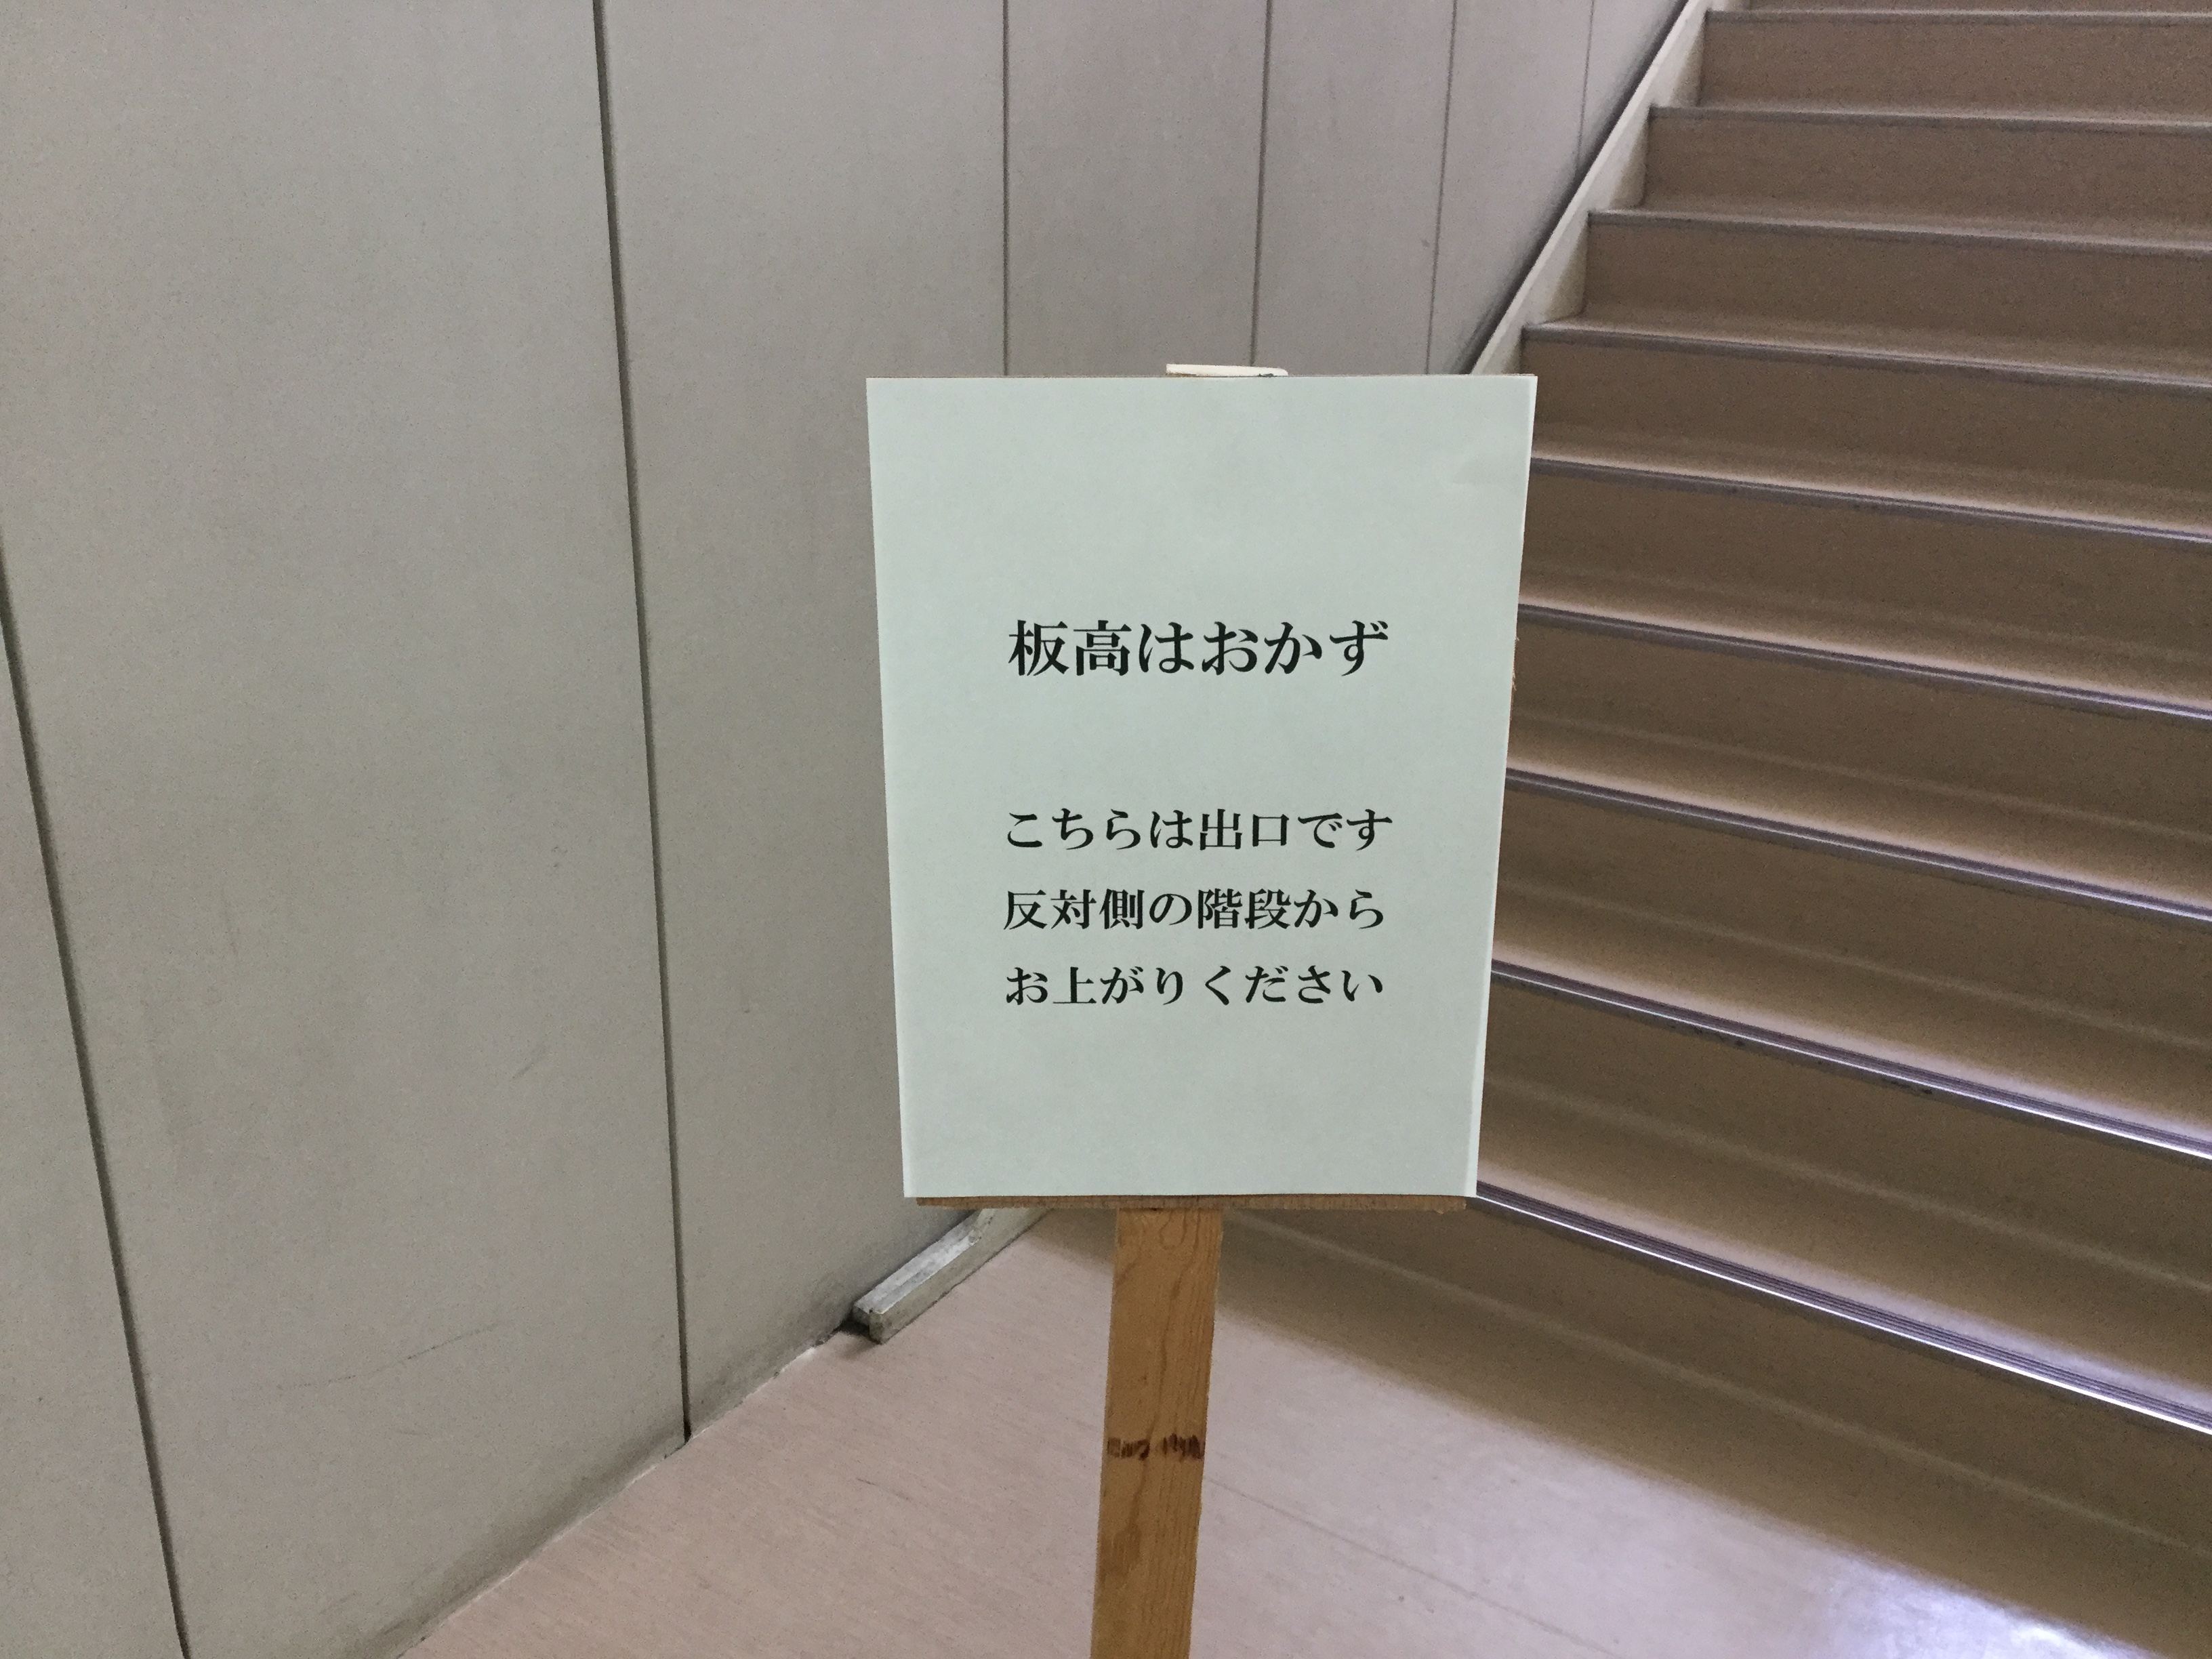 板高はおかず
こちらは出口です
反対側の階段から
お上がりください